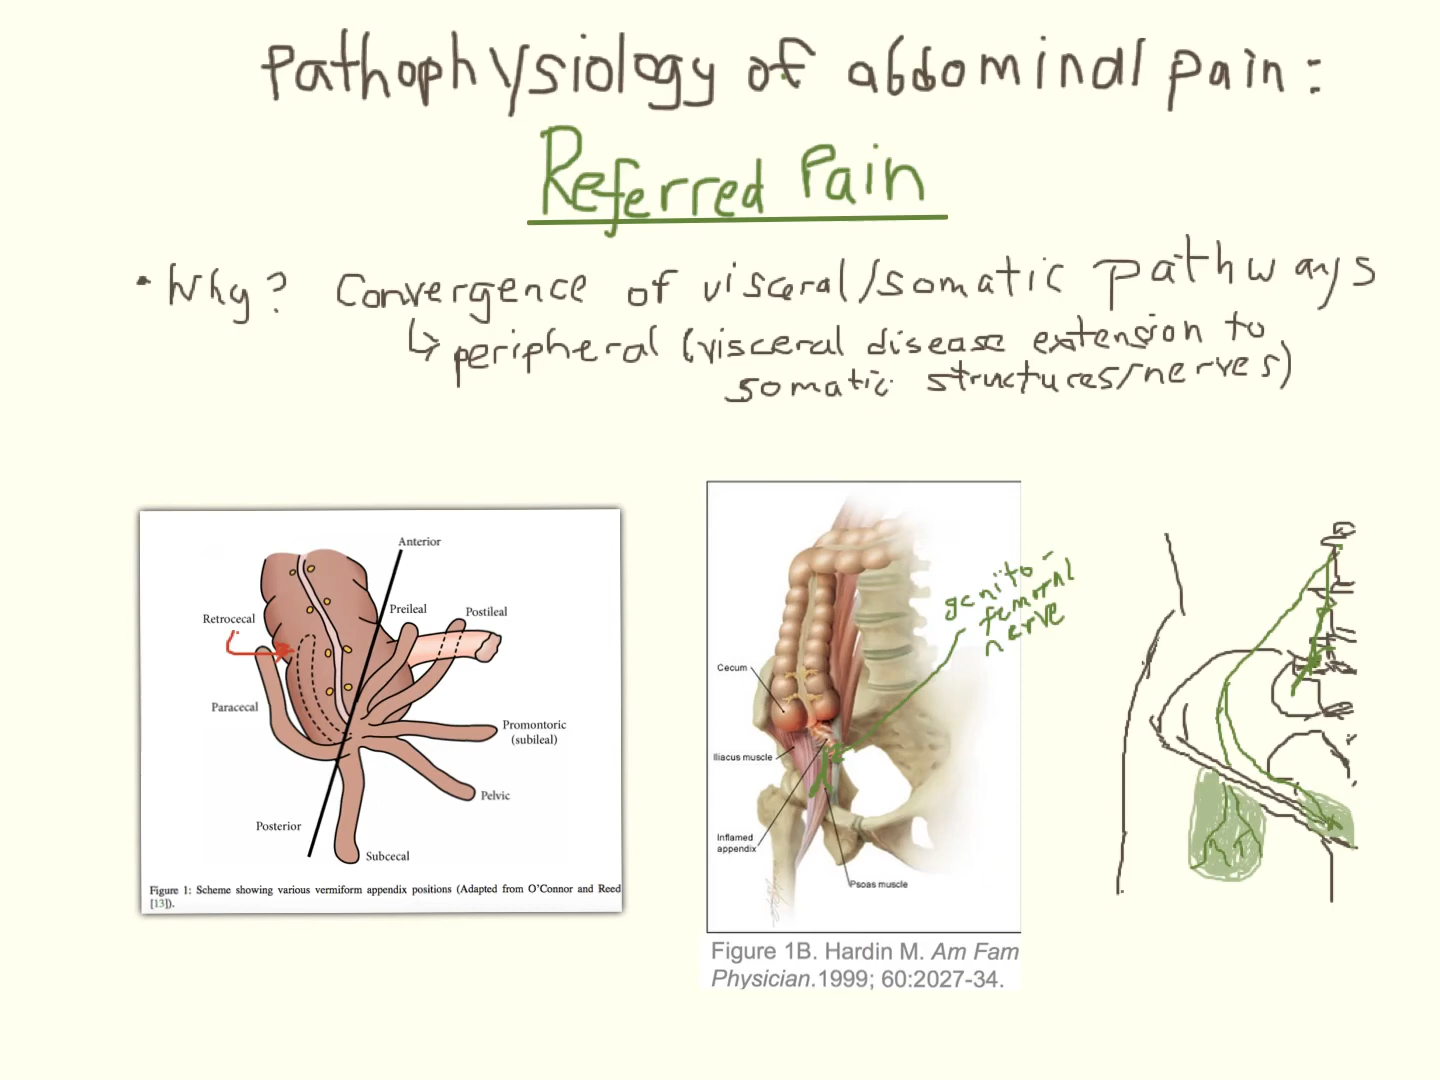 Pathophysiology of abdominal pain:
Referred Pain
• Why? Convergence of visceral/somatic pathways
↳ peripheral (visceral disease extension to
somatic structures/nerves)
Anterior
Retrocecal
Preileal
Postileal
Paracecal
Promontoric
(subileal)
Pelvic
Posterior
Subcecal
Figure 1: Scheme showing various vermiform appendix positions (Adapted from O'Connor and Reed
[13]).
genito-
femoral
nerve
Cecum
Iliacus muscle
Inflamed
appendix
Psoas muscle
Figure 1B. Hardin M. Am Fam
Physician.1999; 60:2027-34.